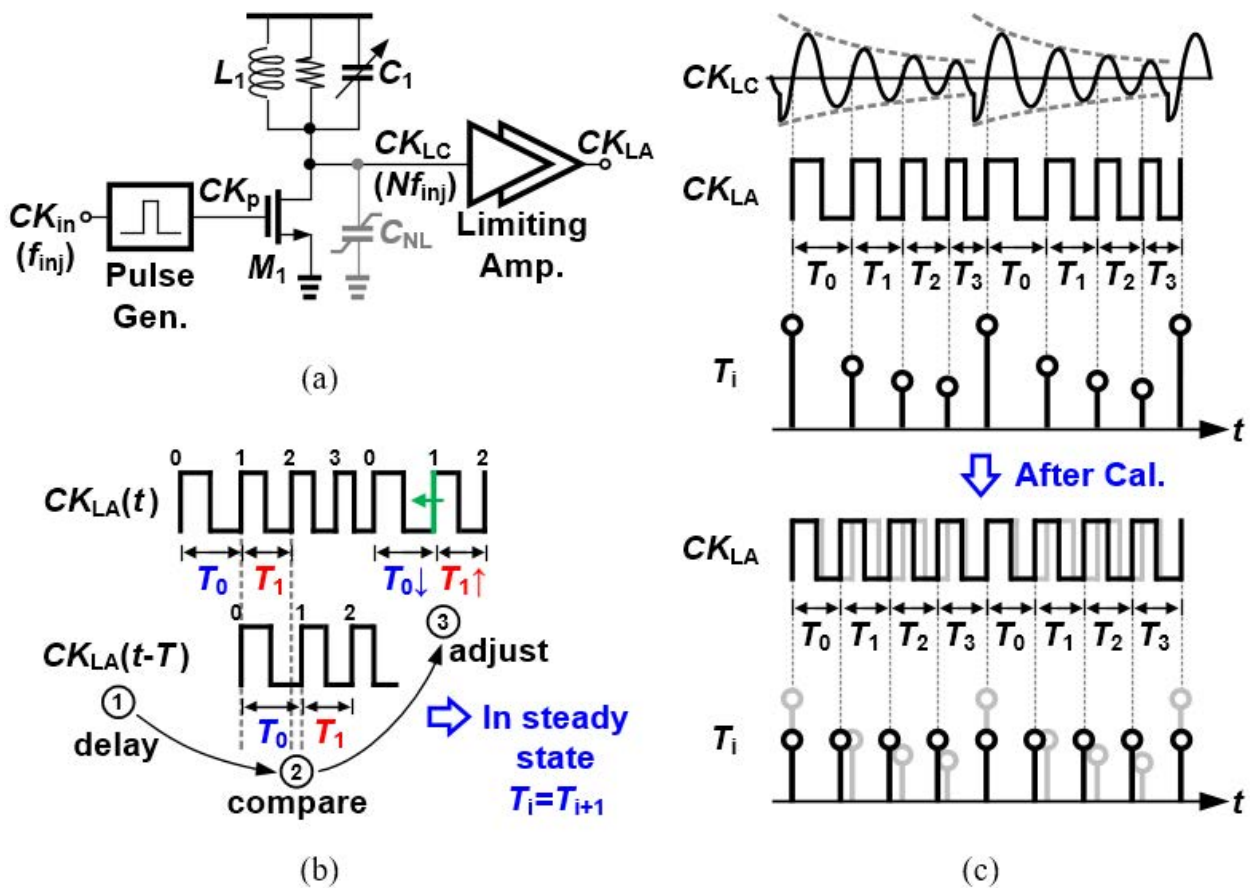 L1
C1
CKLC
CKLA
CKp
(Nfinj)
CKin
(finj)
CNL
Limiting
Amp.
M1
Pulse
Gen.
(a)
0 1 2 3 0 1 2
CKLA(t)
T0 T1 T0↓ T1↑
0 1 2
CKLA(t-T)
3
adjust
1
delay
T0 T1
2
compare
In steady
state
Ti=Ti+1
(b)
CKLC
CKLA
T0 T1 T2 T3 T0 T1 T2 T3
Ti
t
After Cal.
CKLA
T0 T1 T2 T3 T0 T1 T2 T3
Ti
t
(c)